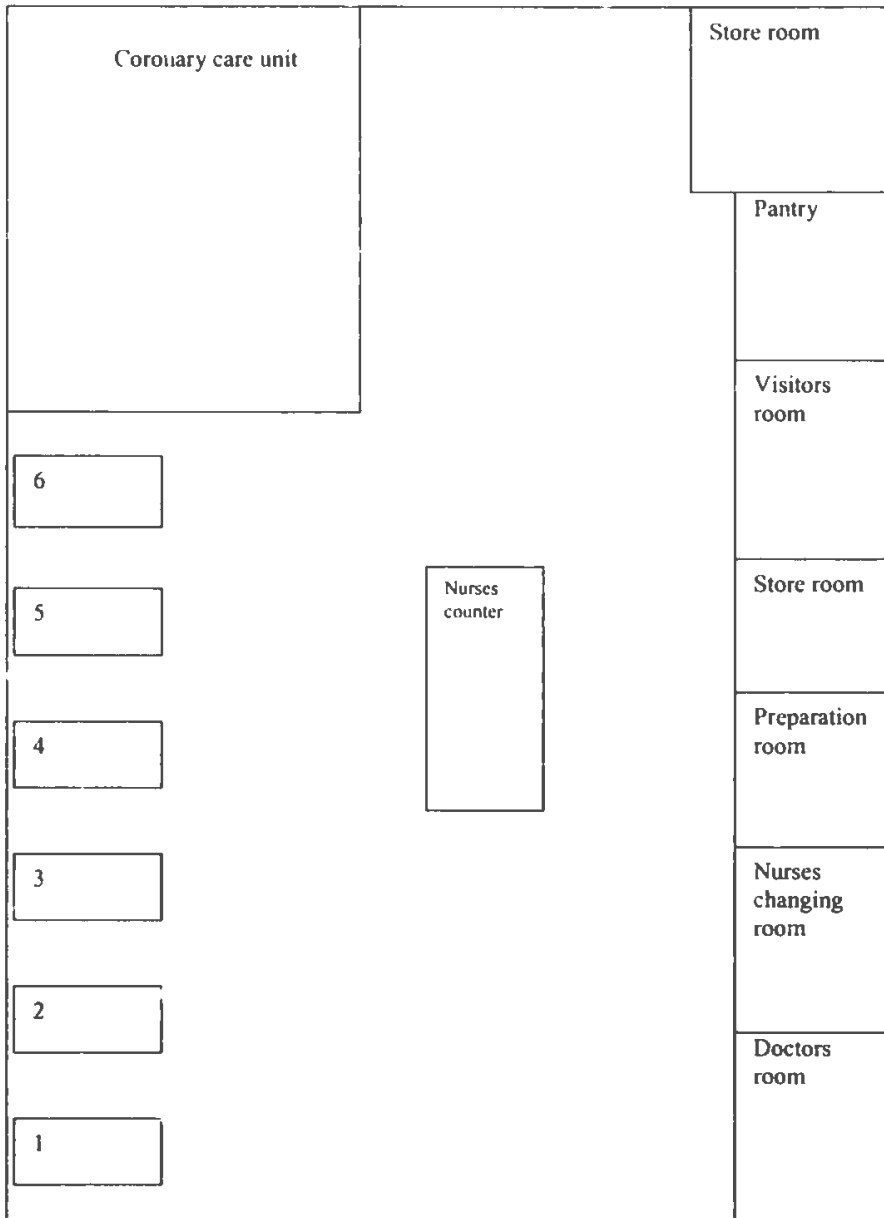 Coronary care unit
Store room
Pantry
Visitors
room
6
5
Nurses
counter
Store room
4
Preparation
room
3
Nurses
changing
room
2
Doctors
room
1